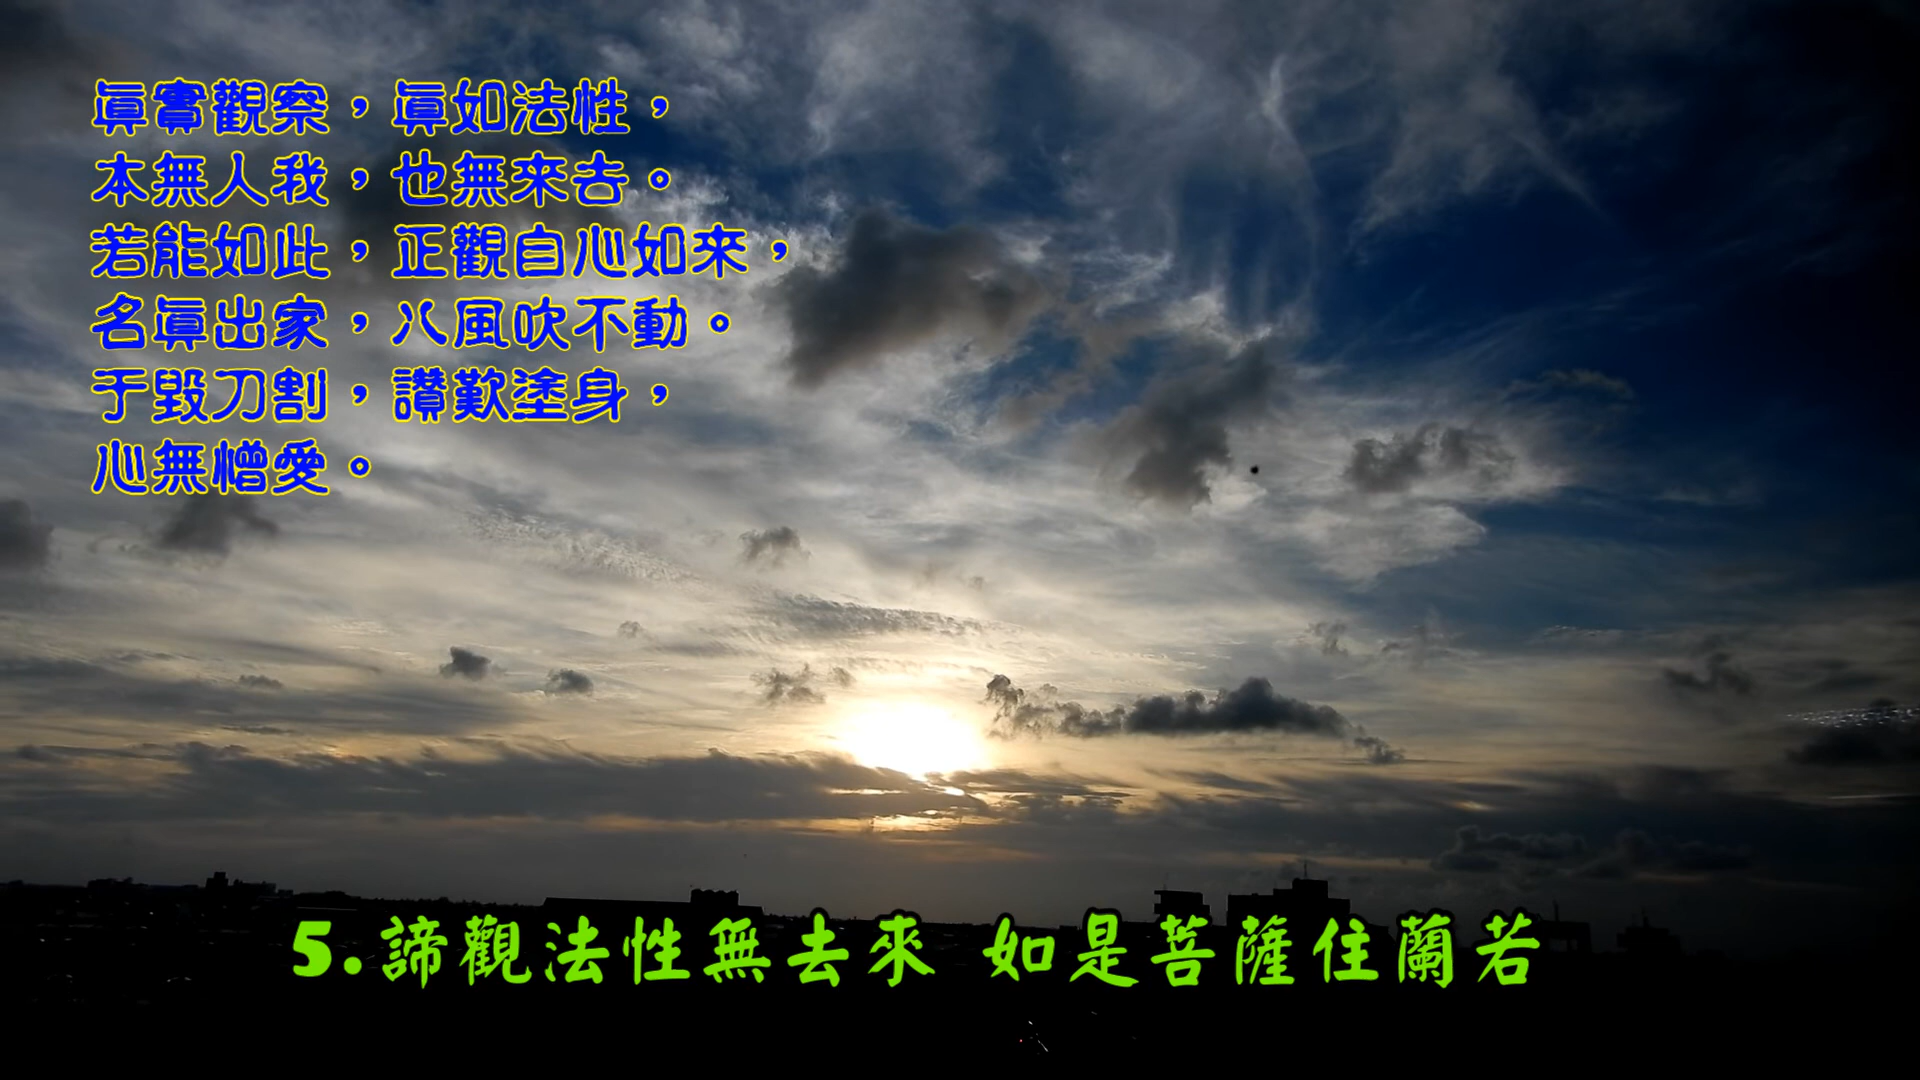 眞實觀察，眞如法性，
本無人我，也無來去。
若能如此，正觀自心如來，
名眞出家，八風吹不動。
于毀刀割，讚歎塗身，
心無憎愛。
5.諦觀法性無去來 如是菩薩住蘭若